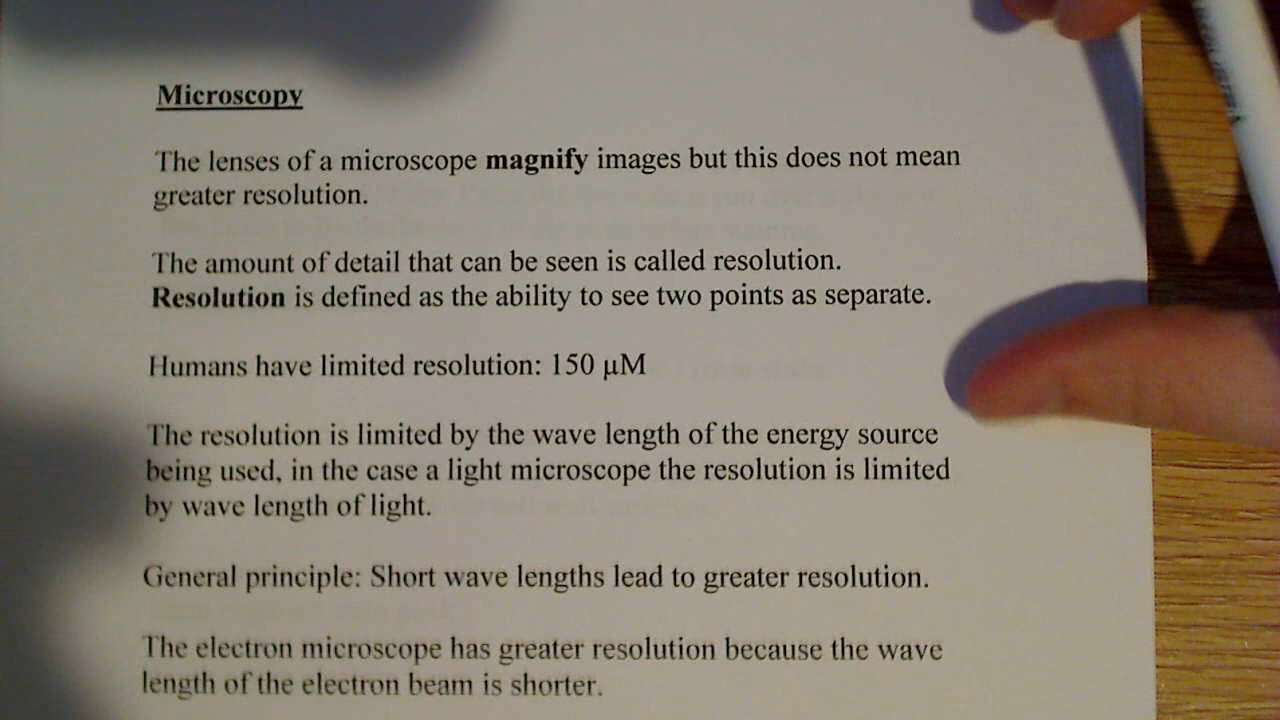 Microscopy
The lenses of a microscope magnify images but this does not mean
greater resolution.
The amount of detail that can be seen is called resolution.
Resolution is defined as the ability to see two points as separate.
Humans have limited resolution: 150 µM
The resolution is limited by the wave length of the energy source
being used, in the case a light microscope the resolution is limited
by wave length of light.
General principle: Short wave lengths lead to greater resolution.
The electron microscope has greater resolution because the wave
length of the electron beam is shorter.